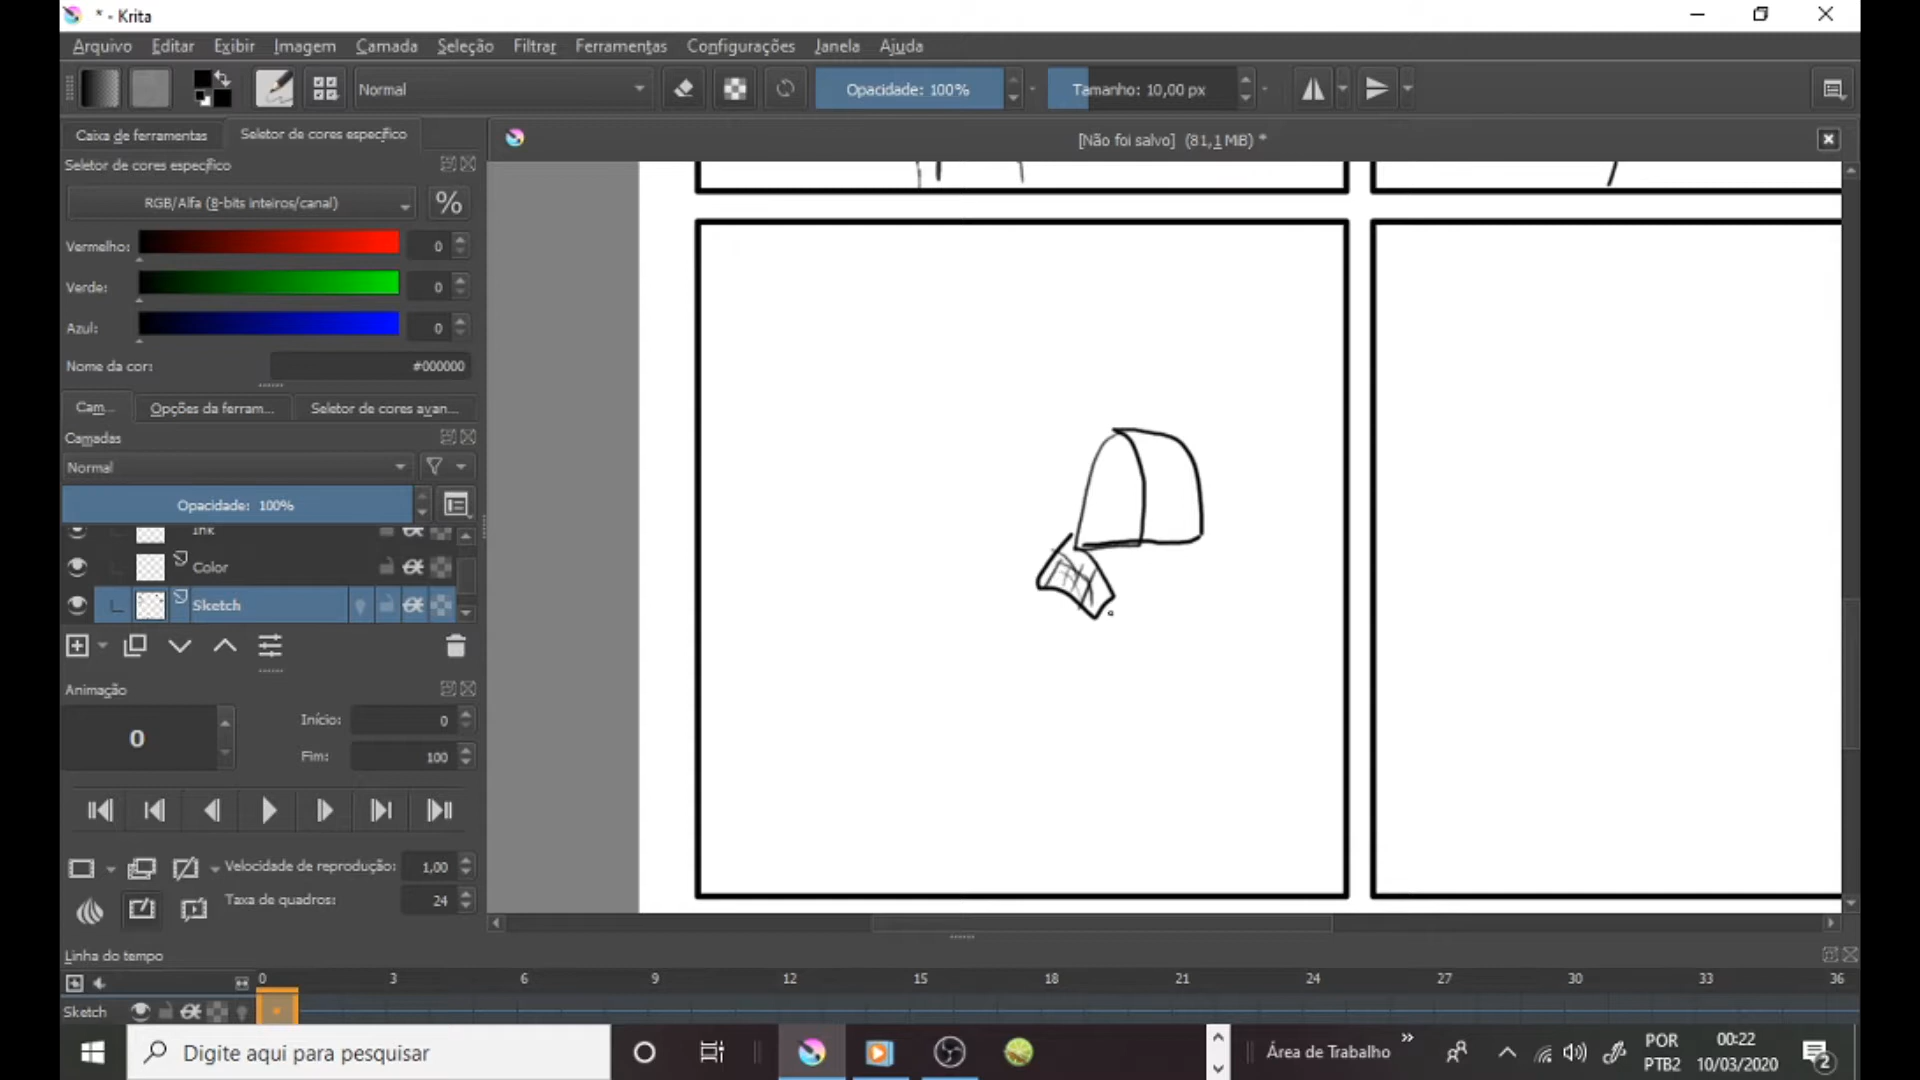 * - Krita
Arquivo Editar Exibir Imagem Camada Seleção Filtrar Ferramentas Configurações Janela Ajuda
Normal Opacidade: 100% Tamanho: 10,00 px
Caixa de ferramentas Seletor de cores específico
[Não foi salvo] (81,1 MiB) *
Seletor de cores específico
RGB/Alfa (8-bits inteiros/canal) %
Vermelho: 0
Verde: 0
Azul: 0
Nome da cor: #000000
Cam... Opções da ferram... Seletor de cores avan...
Camadas
Normal
Opacidade: 100%
Ink
Color
Sketch
Animação
0 Início: 0
Fim: 100
Velocidade de reprodução: 1,00
Taxa de quadros: 24
Linha do tempo
0 3 6 9 12 15 18 21 24 27 30 33 36
Sketch
Digite aqui para pesquisar
Área de Trabalho » POR 00:22
PTB2 10/03/2020 2